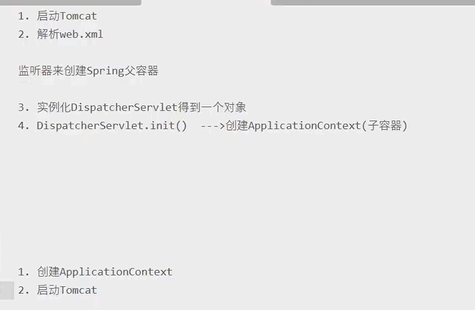 1. 启动Tomcat
2. 解析web.xml
监听器来创建Spring父容器
3. 实例化DispatcherServlet得到一个对象
4. DispatcherServlet.init()  --->创建ApplicationContext(子容器)
1. 创建ApplicationContext
2. 启动Tomcat